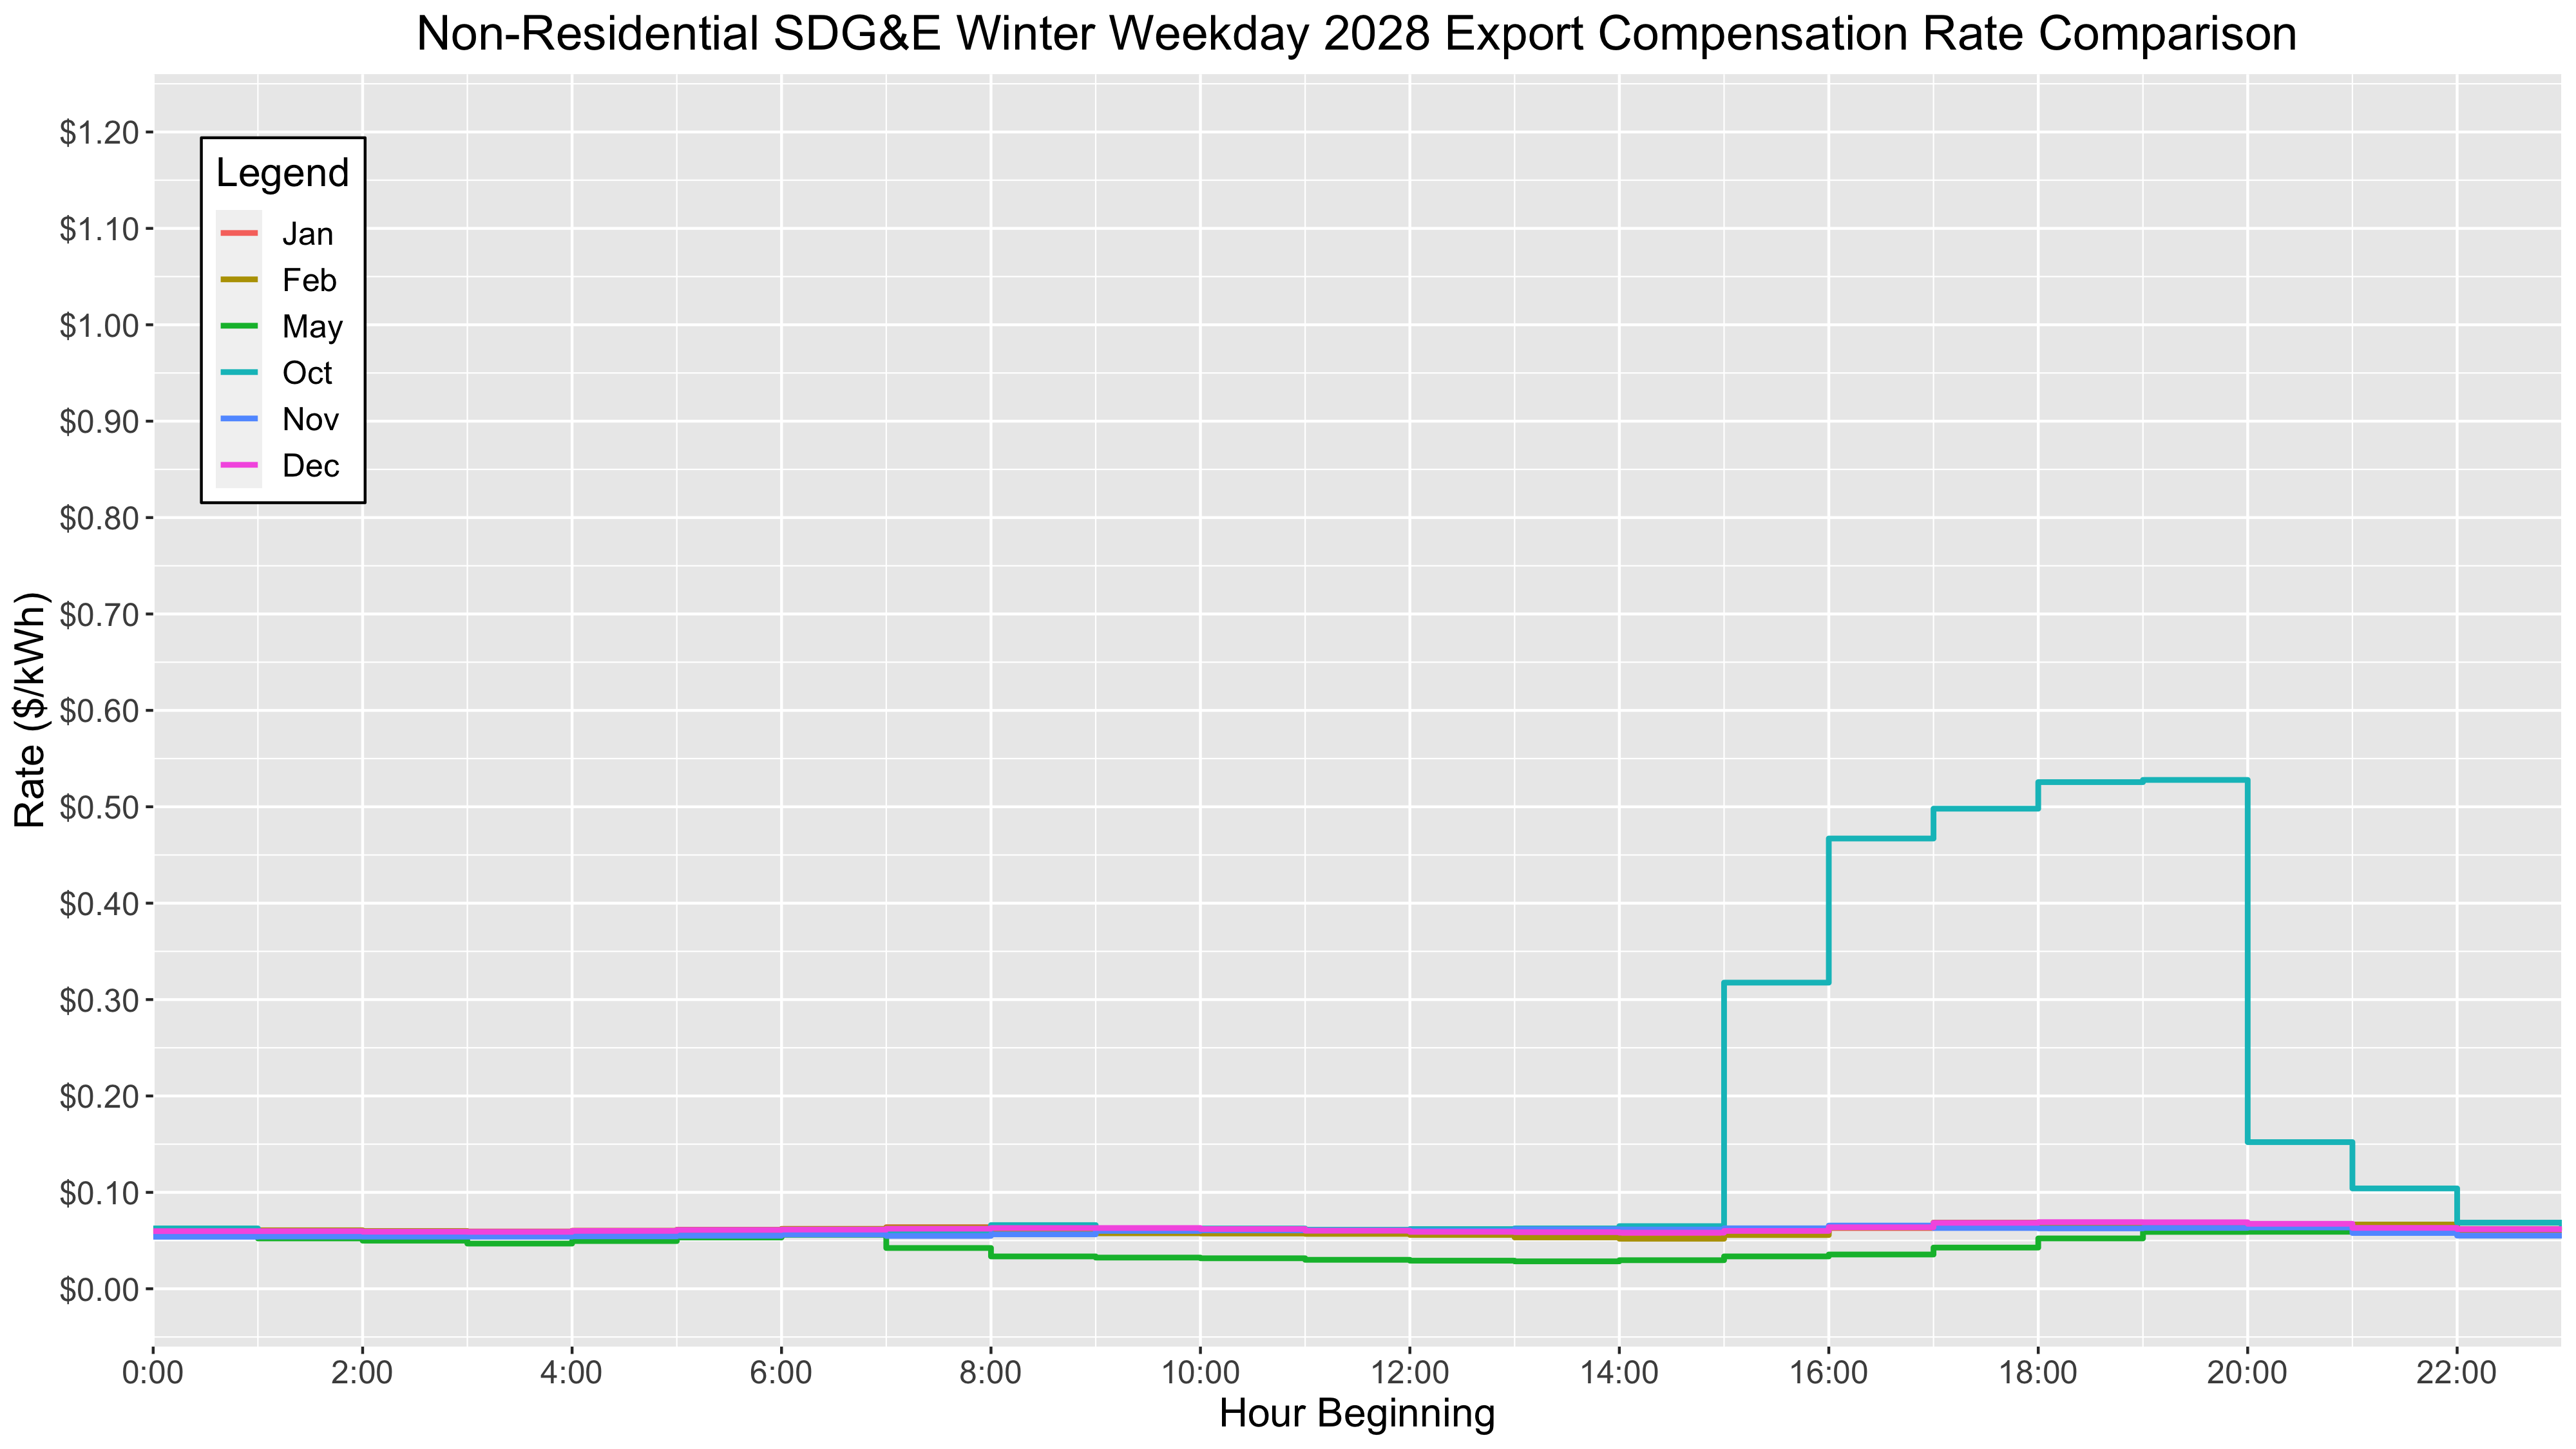 Non-Residential SDG&E Winter Weekday 2028 Export Compensation Rate Comparison
Legend
Jan
Feb
May
Oct
Nov
Dec
Rate ($/kWh)
$1.20
$1.10
$1.00
$0.90
$0.80
$0.70
$0.60
$0.50
$0.40
$0.30
$0.20
$0.10
$0.00
0:00 2:00 4:00 6:00 8:00 10:00 12:00 14:00 16:00 18:00 20:00 22:00
Hour Beginning